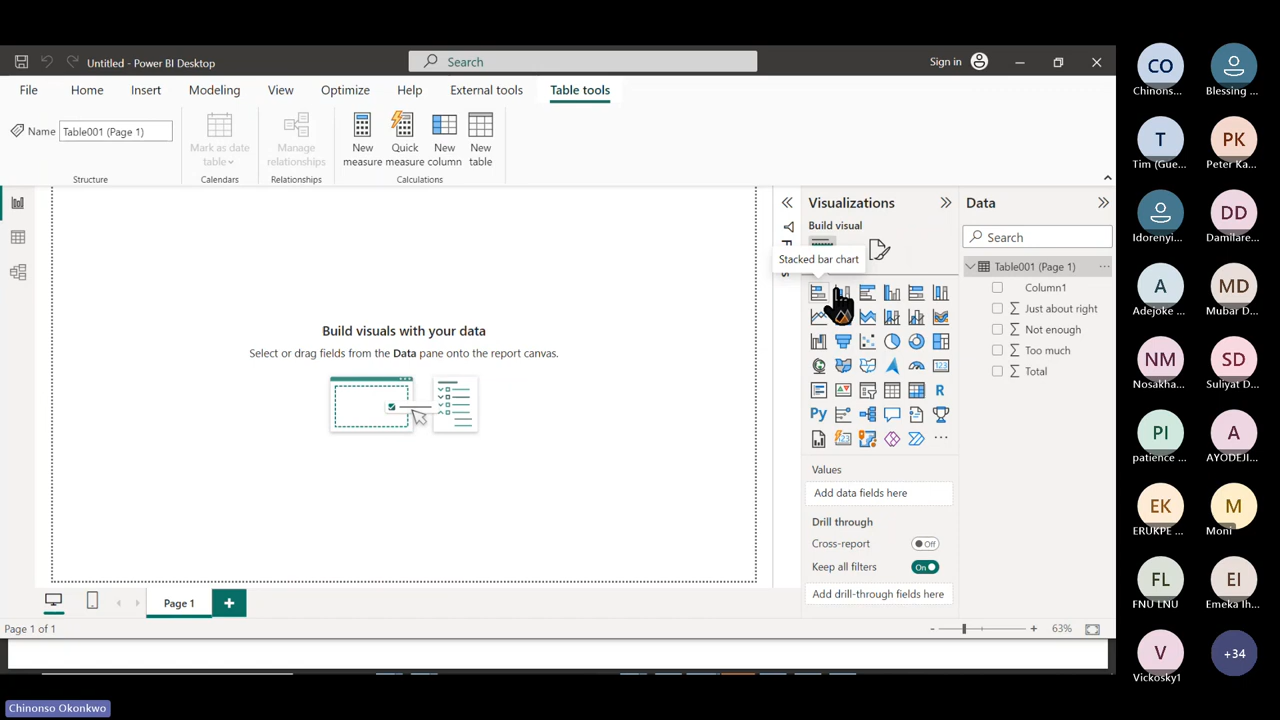 Untitled - Power BI Desktop
Search
Sign in
File
Home
Insert
Modeling
View
Optimize
Help
External tools
Table tools
Name
Table001 (Page 1)
Mark as date
table
Manage
relationships
New
measure
Quick
measure
New
column
New
table
Structure
Calendars
Relationships
Calculations
Build visuals with your data
Select or drag fields from the Data pane onto the report canvas.
Visualizations
Build visual
Stacked bar chart
R
Py
123
Values
Add data fields here
Drill through
Cross-report
Off
Keep all filters
On
Add drill-through fields here
Data
Search
Table001 (Page 1)
Column1
Just about right
Not enough
Too much
Total
Page 1
Page 1 of 1
63%
CO
Chinons...
Blessing ...
T
Tim (Gue...
PK
Peter Ka...
Idorenyi...
DD
Damilare...
A
Adejoke ...
MD
Mubar D...
NM
Nosakha...
SD
Suliyat D...
PI
patience ...
A
AYODEJI...
EK
ERUKPE ...
M
Moni
FL
FNU LNU
EI
Emeka Ih...
V
Vickosky1
+34
Chinonso Okonkwo